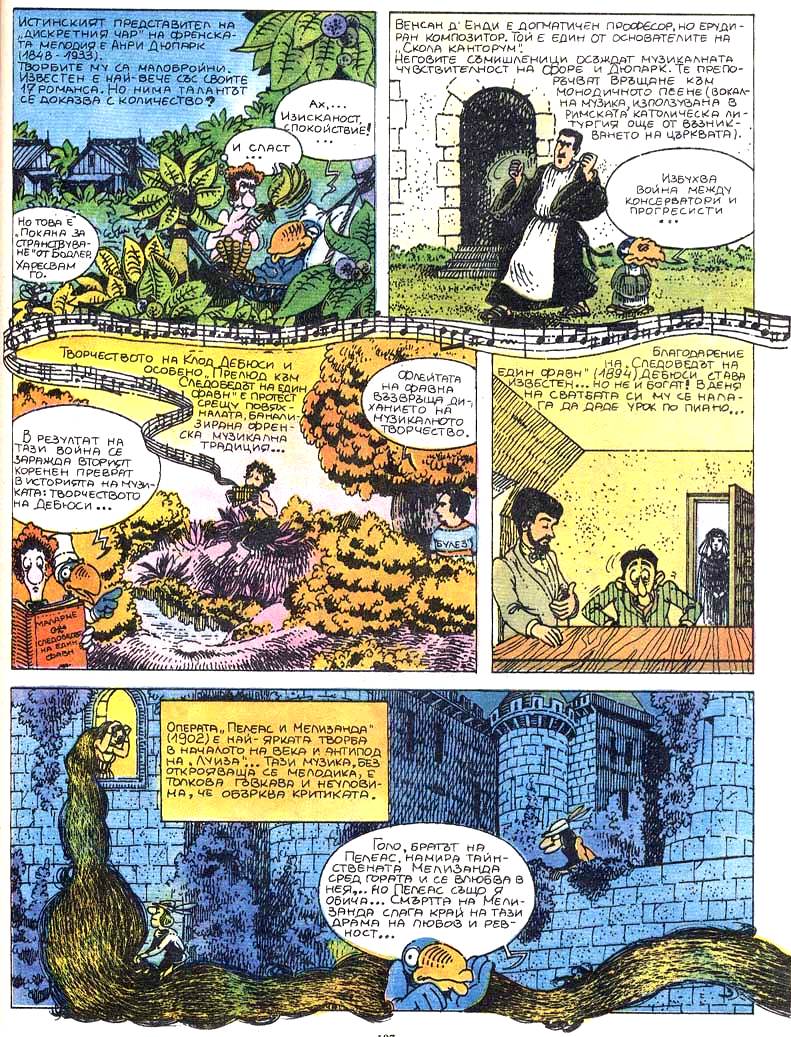 ИСТИНСКИЯТ ПРЕДСТАВИТЕЛ НА
„ДИСКРЕТНИЯ ЧАР" НА ФРЕНСКА-
ТА МЕЛОДИЯ Е АНРИ ДЮПАРК
(1848 - 1933).
ТВОРБИТЕ МУ СА МАЛОБРОЙНИ.
ИЗВЕСТЕН Е НАЙ-ВЕЧЕ СЪС СВОИТЕ
17 РОМАНСА. НО НИМА ТАЛАНТЪТ
СЕ ДОКАЗВА С КОЛИЧЕСТВО?
АХ,...
ИЗИСКАНОСТ,
СПОКОЙСТВИЕ!
...
И СЛАСТ
...
НО ТОВА Е
„ПОКАНА ЗА
СТРАНСТВУВА-
НЕ" ОТ БОДЛЕР.
ХАРЕСВАМ
ГО.
ВЕНСАН Д'ЕНДИ Е ДОГМАТИЧЕН ПРОФЕСОР, НО ЕРУДИ-
РАН КОМПОЗИТОР. ТОЙ Е ЕДИН ОТ ОСНОВАТЕЛИТЕ НА
„СКОЛА КАНТОРУМ".
НЕГОВИТЕ СЪМИШЛЕНИЦИ ОСЪЖДАТ МУЗИКАЛНАТА
ЧУВСТВИТЕЛНОСТ НА ФОРЕ И ДЮПАРК. ТЕ ПРЕПО-
РЪЧВАТ ВРЪЩАНЕ КЪМ
МОНОДИЧНОТО ПЕЕНЕ (ВОКАЛ-
НА МУЗИКА, ИЗПОЛЗУВАНА В
РИМСКАТА КАТОЛИЧЕСКА ЛИ-
ТУРГИЯ ОЩЕ ОТ ВЪЗНИК-
ВАНЕТО НА ЦЪРКВАТА).
ИЗБУХВА
ВОЙНА МЕЖДУ
КОНСЕРВАТОРИ И
ПРОГРЕСИСТИ
...
ТВОРЧЕСТВОТО НА КЛОД ДЕБЮСИ И
ОСОБЕНО „ПРЕЛЮД КЪМ
СЛЕДОБЕДЪТ НА ЕДИН
ФАВН" Е ПРОТЕСТ
СРЕЩУ ПОВЯХ-
НАЛАТА, БАНАЛИ-
ЗИРАНА ФРЕН-
СКА МУЗИКАЛНА
ТРАДИЦИЯ...
В РЕЗУЛТАТ НА
ТАЗИ ВОЙНА СЕ
ЗАРАЖДА ВТОРИЯТ
КОРЕНЕН ПРЕВРАТ
В ИСТОРИЯТА НА МУЗИ-
КАТА: ТВОРЧЕСТВОТО
НА ДЕБЮСИ...
ФЛЕЙТАТА
НА ФАВНА
ВЪЗВРЪЩА ДИ-
ХАНИЕТО НА
МУЗИКАЛНОТО
ТВОРЧЕСТВО.
БУЛЕЗ
МАЛАРМЕ
СЛЕДОБЕДЪТ
НА ЕДИН
ФАВН
БЛАГОДАРЕНИЕ
НА „СЛЕДОБЕДЪТ НА
ЕДИН ФАВН" (1894) ДЕБЮСИ СТАВА
ИЗВЕСТЕН... НО НЕ И БОГАТ! В ДЕНЯ
НА СВАТБАТА СИ МУ СЕ НАЛА-
ГА ДА ДАДЕ УРОК ПО ПИАНО...
ОПЕРАТА „ПЕЛЕАС И МЕЛИЗАНДА"
(1902) Е НАЙ-ЯРКАТА ТВОРБА
В НАЧАЛОТО НА ВЕКА И АНТИПОД
НА „ЛУИЗА"... ТАЗИ МУЗИКА, БЕЗ
ОТКРОЯВАЩА СЕ МЕЛОДИКА, Е
ТОЛКОВА ГЪВКАВА И НЕУЛОВИ-
МА, ЧЕ ОБЪРКВА КРИТИКАТА.
ГОЛО, БРАТЪТ НА
ПЕЛЕАС, НАМИРА ТАЙН-
СТВЕНАТА МЕЛИЗАНДА
СРЕД ГОРАТА И СЕ ВЛЮБВА В
НЕЯ,.. НО ПЕЛЕАС СЪЩО Я
ОБИЧА... СМЪРТТА НА МЕЛИ-
ЗАНДА СЛАГА КРАЙ НА ТАЗИ
ДРАМА НА ЛЮБОВ И РЕВ-
НОСТ...